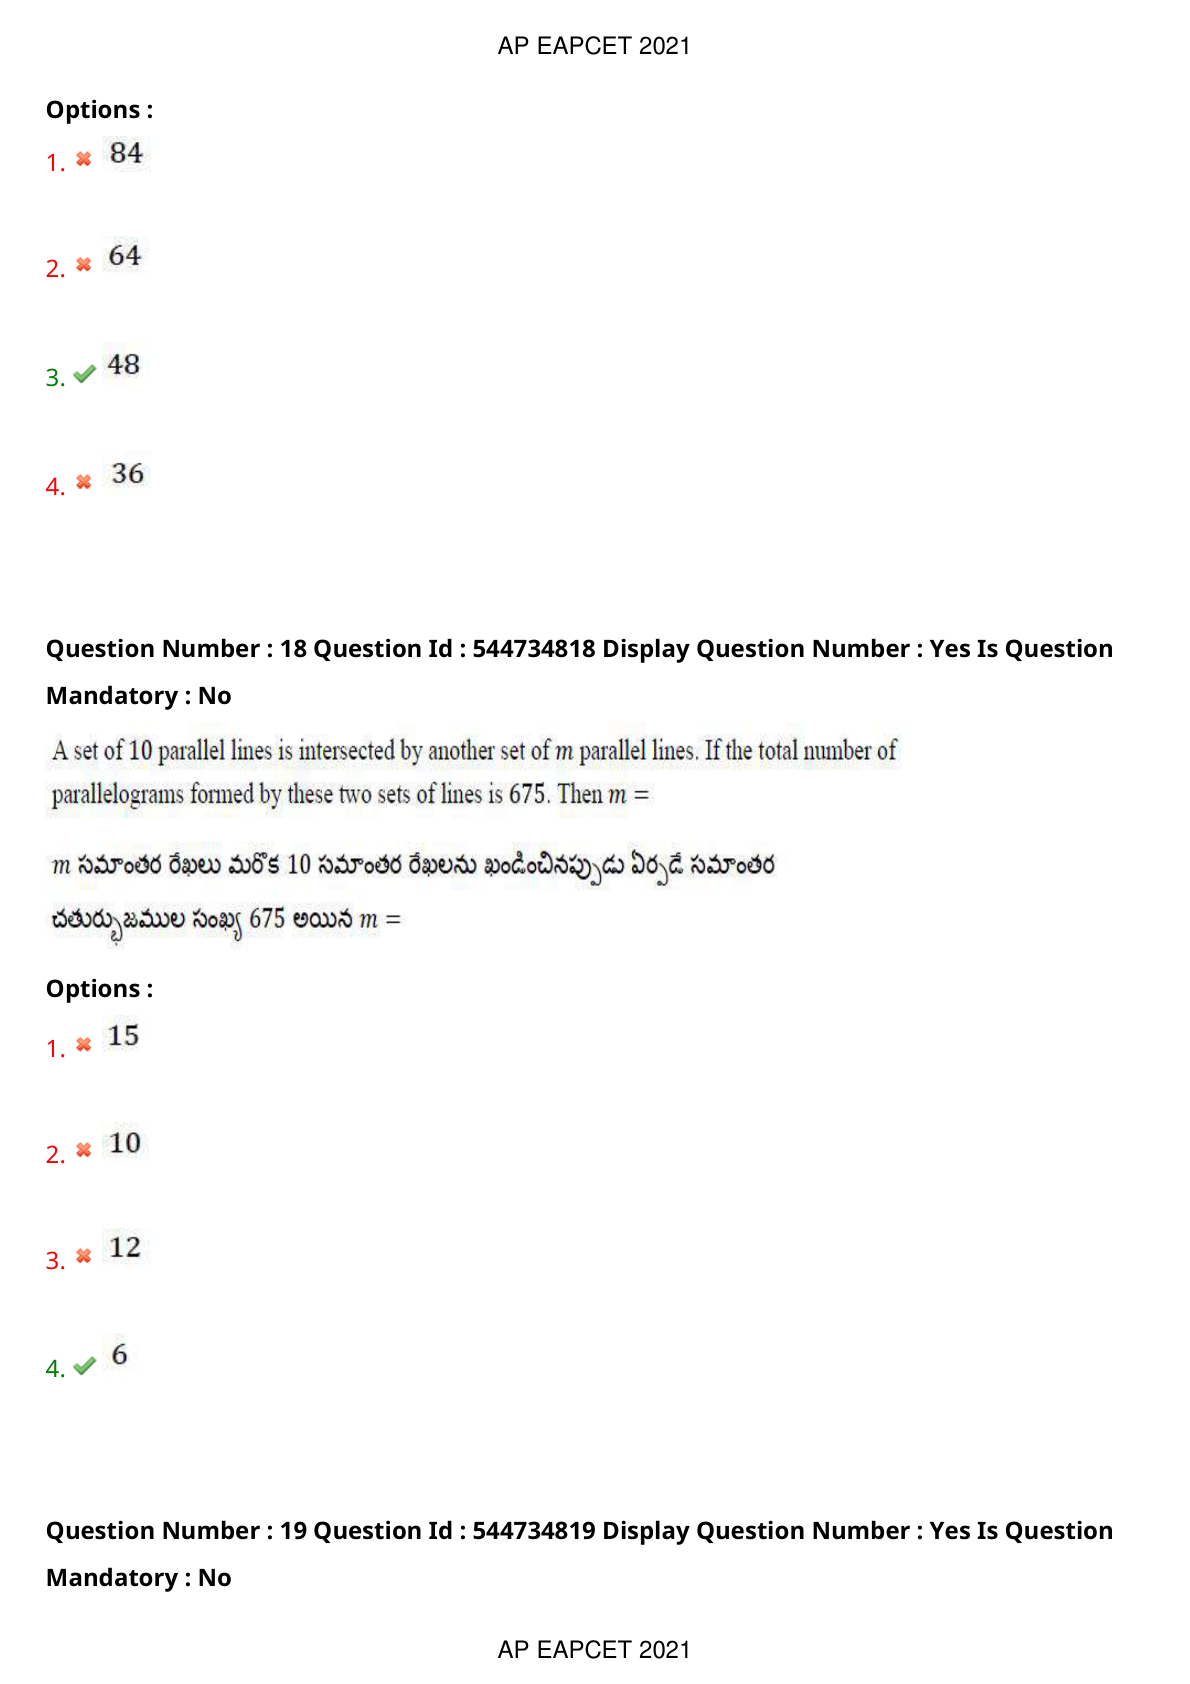 AP EAPCET 2021
Options :
1. 84
2. 64
3. 48
4. 36
Question Number : 18 Question Id : 544734818 Display Question Number : Yes Is Question
Mandatory : No
A set of 10 parallel lines is intersected by another set of m parallel lines. If the total number of
parallelograms formed by these two sets of lines is 675. Then m =
m సమాంతర రేఖలు మరొక 10 సమాంతర రేఖలను ఖండించినప్పుడు ఏర్పడే సమాంతర
చతుర్భుజముల సంఖ్య 675 అయిన m =
Options :
1. 15
2. 10
3. 12
4. 6
Question Number : 19 Question Id : 544734819 Display Question Number : Yes Is Question
Mandatory : No
AP EAPCET 2021